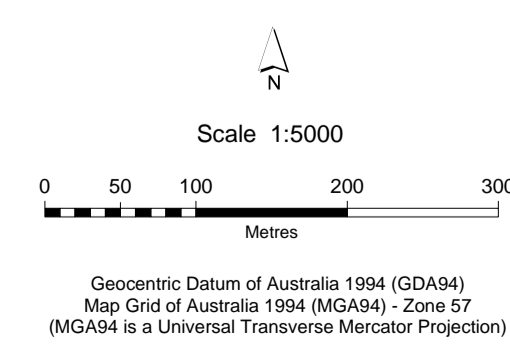 N
Scale 1:5000
0 50 100 200 300
Metres
Geocentric Datum of Australia 1994 (GDA94)
Map Grid of Australia 1994 (MGA94) - Zone 57
(MGA94 is a Universal Transverse Mercator Projection)